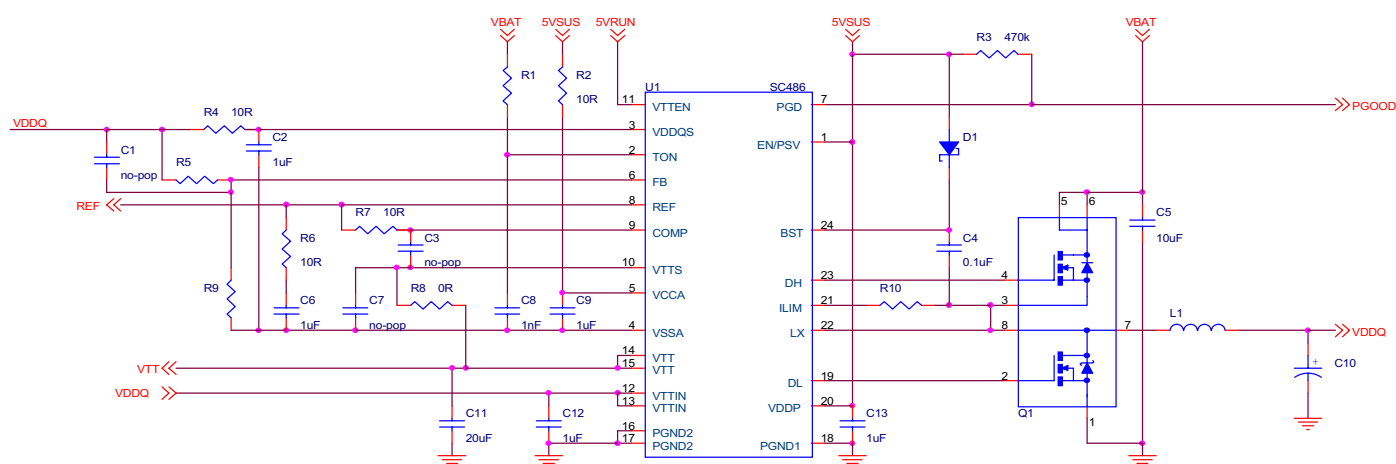 VBAT 5VSUS 5VRUN 5VSUS VBAT
R3 470k
R1 R2 10R
U1 SC486
11 VTTEN PGD 7 PGOOD
VDDQ R4 10R 3 VDDQS
C2 1uF
EN/PSV 1 D1
C1 no-pop
2 TON
R5 6 FB
5 6
REF 8 REF
C5 10uF
R7 10R 9 COMP BST 24
C4 0.1uF
R6 10R
C3 no-pop
10 VTTS
DH 23 4
R8 0R
5 VCCA
R9
ILIM 21 R10 3
C6 1uF
C7 no-pop
C8 1nF
C9 1uF
4 VSSA LX 22 8 7 L1 VDDQ
14 VTT
VTT 15 VTT
C10
+
DL 19 2
VDDQ 12 VTTIN
13 VTTIN VDDP 20
Q1
C11 20uF
C12 1uF
C13 1uF
1
16 PGND2
17 PGND2 PGND1 18